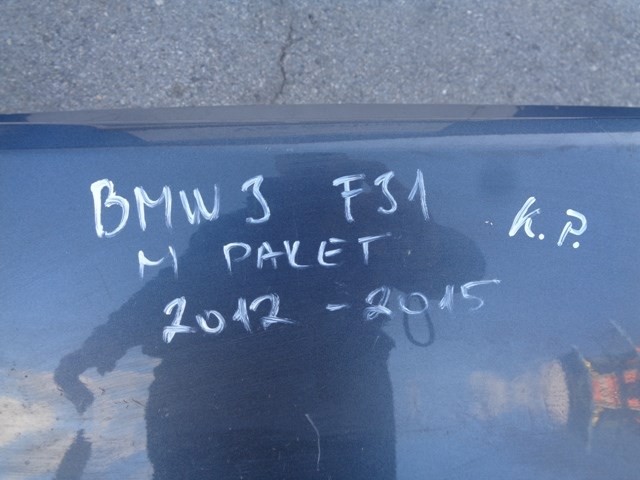 BMW 3 F31
K.P.
M PAKET
2012 - 2015